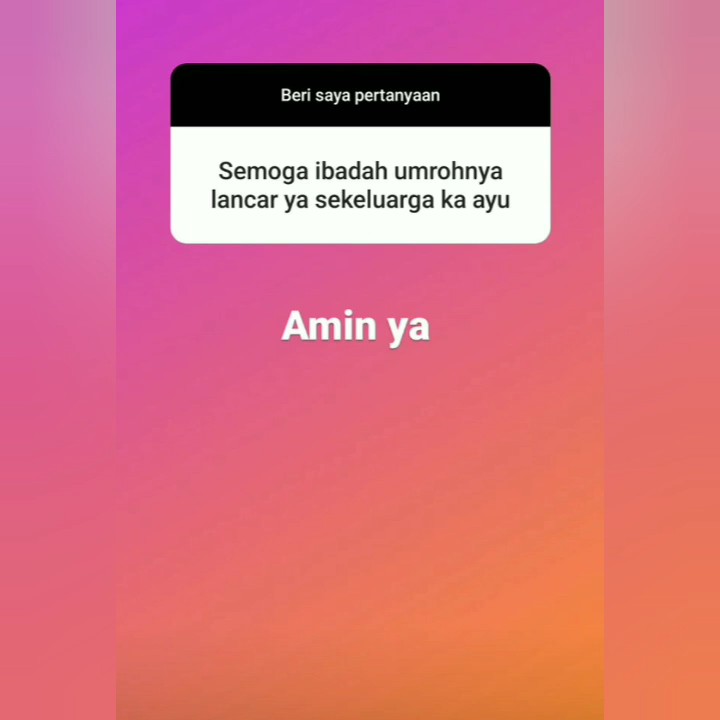 Beri saya pertanyaan
Semoga ibadah umrohnya
lancar ya sekeluarga ka ayu
Amin ya